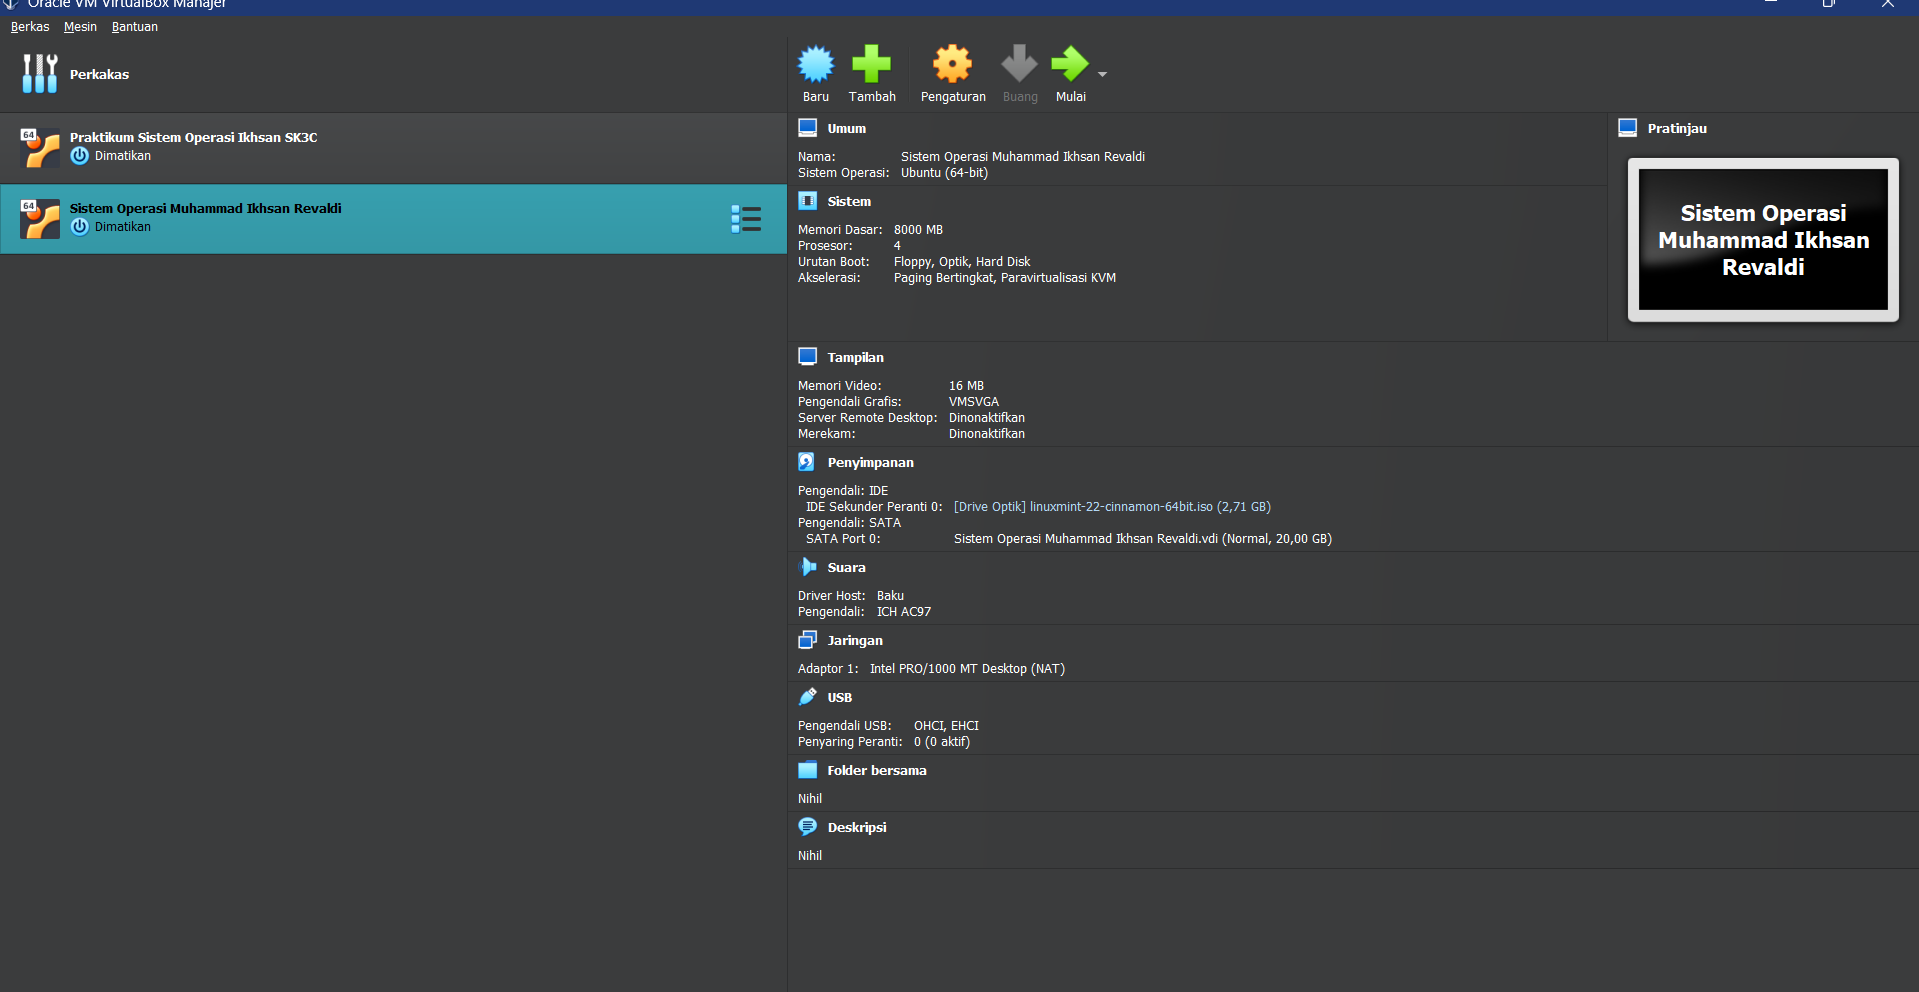 Oracle VM VirtualBox Manajer
Berkas Mesin Bantuan
Perkakas
Baru Tambah Pengaturan Buang Mulai
64 Praktikum Sistem Operasi Ikhsan SK3C
Dimatikan
64 Sistem Operasi Muhammad Ikhsan Revaldi
Dimatikan
Umum
Nama: Sistem Operasi Muhammad Ikhsan Revaldi
Sistem Operasi: Ubuntu (64-bit)
Pratinjau
Sistem Operasi
Muhammad Ikhsan
Revaldi
Sistem
Memori Dasar: 8000 MB
Prosesor: 4
Urutan Boot: Floppy, Optik, Hard Disk
Akselerasi: Paging Bertingkat, Paravirtualisasi KVM
Tampilan
Memori Video: 16 MB
Pengendali Grafis: VMSVGA
Server Remote Desktop: Dinonaktifkan
Merekam: Dinonaktifkan
Penyimpanan
Pengendali: IDE
IDE Sekunder Peranti 0: [Drive Optik] linuxmint-22-cinnamon-64bit.iso (2,71 GB)
Pengendali: SATA
SATA Port 0: Sistem Operasi Muhammad Ikhsan Revaldi.vdi (Normal, 20,00 GB)
Suara
Driver Host: Baku
Pengendali: ICH AC97
Jaringan
Adaptor 1: Intel PRO/1000 MT Desktop (NAT)
USB
Pengendali USB: OHCI, EHCI
Penyaring Peranti: 0 (0 aktif)
Folder bersama
Nihil
Deskripsi
Nihil